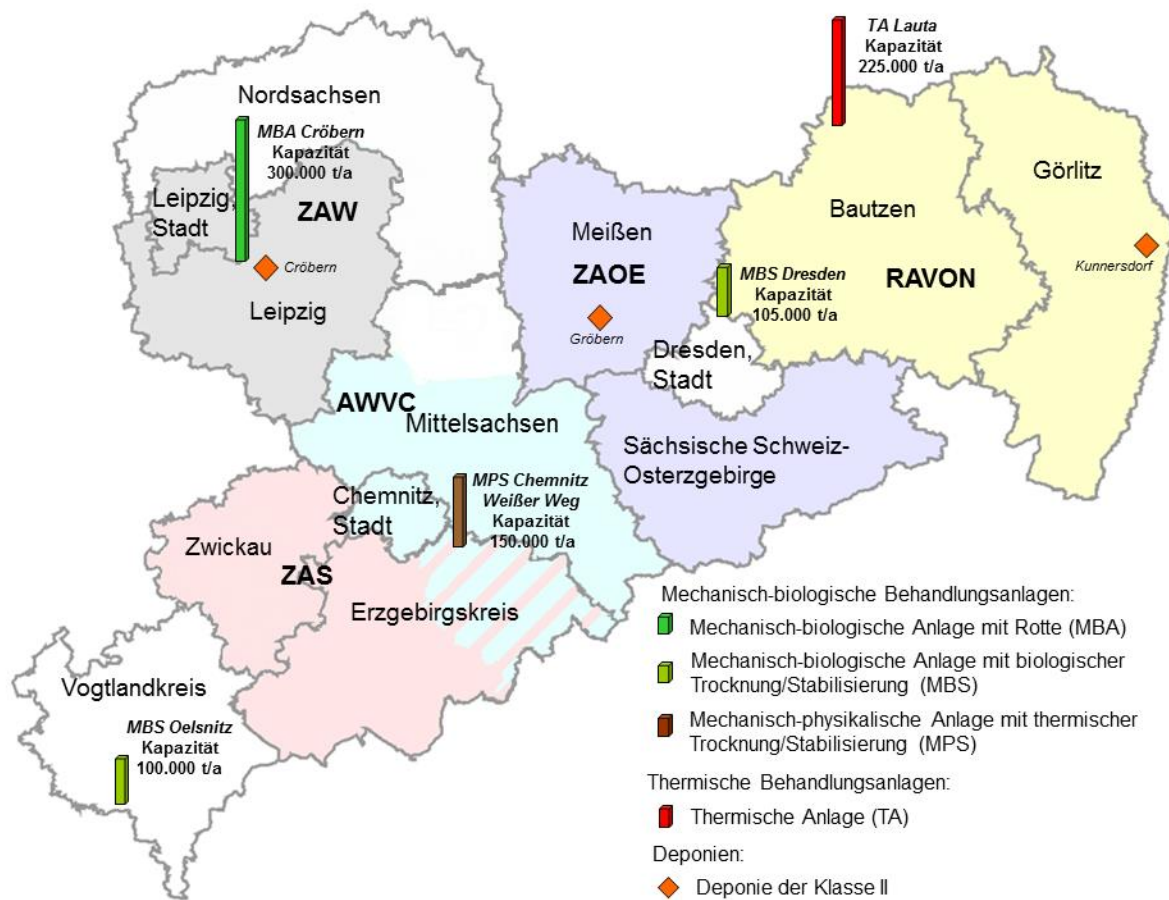 TA Lauta
Kapazität
225.000 t/a
Nordsachsen
MBA Cröbern
Kapazität
300.000 t/a
Leipzig,
Stadt
ZAW
Cröbern
Leipzig
Meißen
ZAOE
Gröbern
MBS Dresden
Kapazität
105.000 t/a
Dresden,
Stadt
Bautzen
RAVON
Görlitz
Kunnersdorf
AWVC
Mittelsachsen
Sächsische Schweiz-
Osterzgebirge
Chemnitz,
Stadt
MPS Chemnitz
Weißer Weg
Kapazität
150.000 t/a
Zwickau
ZAS
Erzgebirgskreis
Vogtlandkreis
MBS Oelsnitz
Kapazität
100.000 t/a
Mechanisch-biologische Behandlungsanlagen:
Mechanisch-biologische Anlage mit Rotte (MBA)
Mechanisch-biologische Anlage mit biologischer
Trocknung/Stabilisierung (MBS)
Mechanisch-physikalische Anlage mit thermischer
Trocknung/Stabilisierung (MPS)
Thermische Behandlungsanlagen:
Thermische Anlage (TA)
Deponien:
Deponie der Klasse II